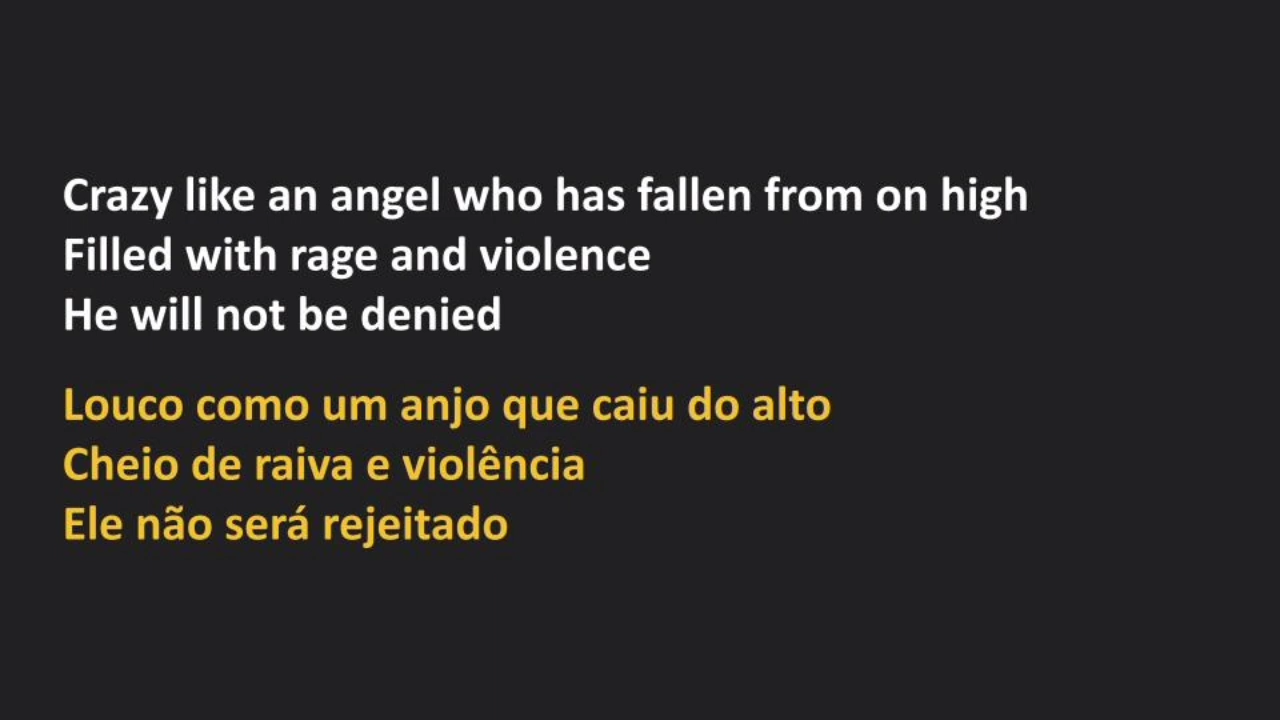 Crazy like an angel who has fallen from on high
Filled with rage and violence
He will not be denied
Louco como um anjo que caiu do alto
Cheio de raiva e violência
Ele não será rejeitado